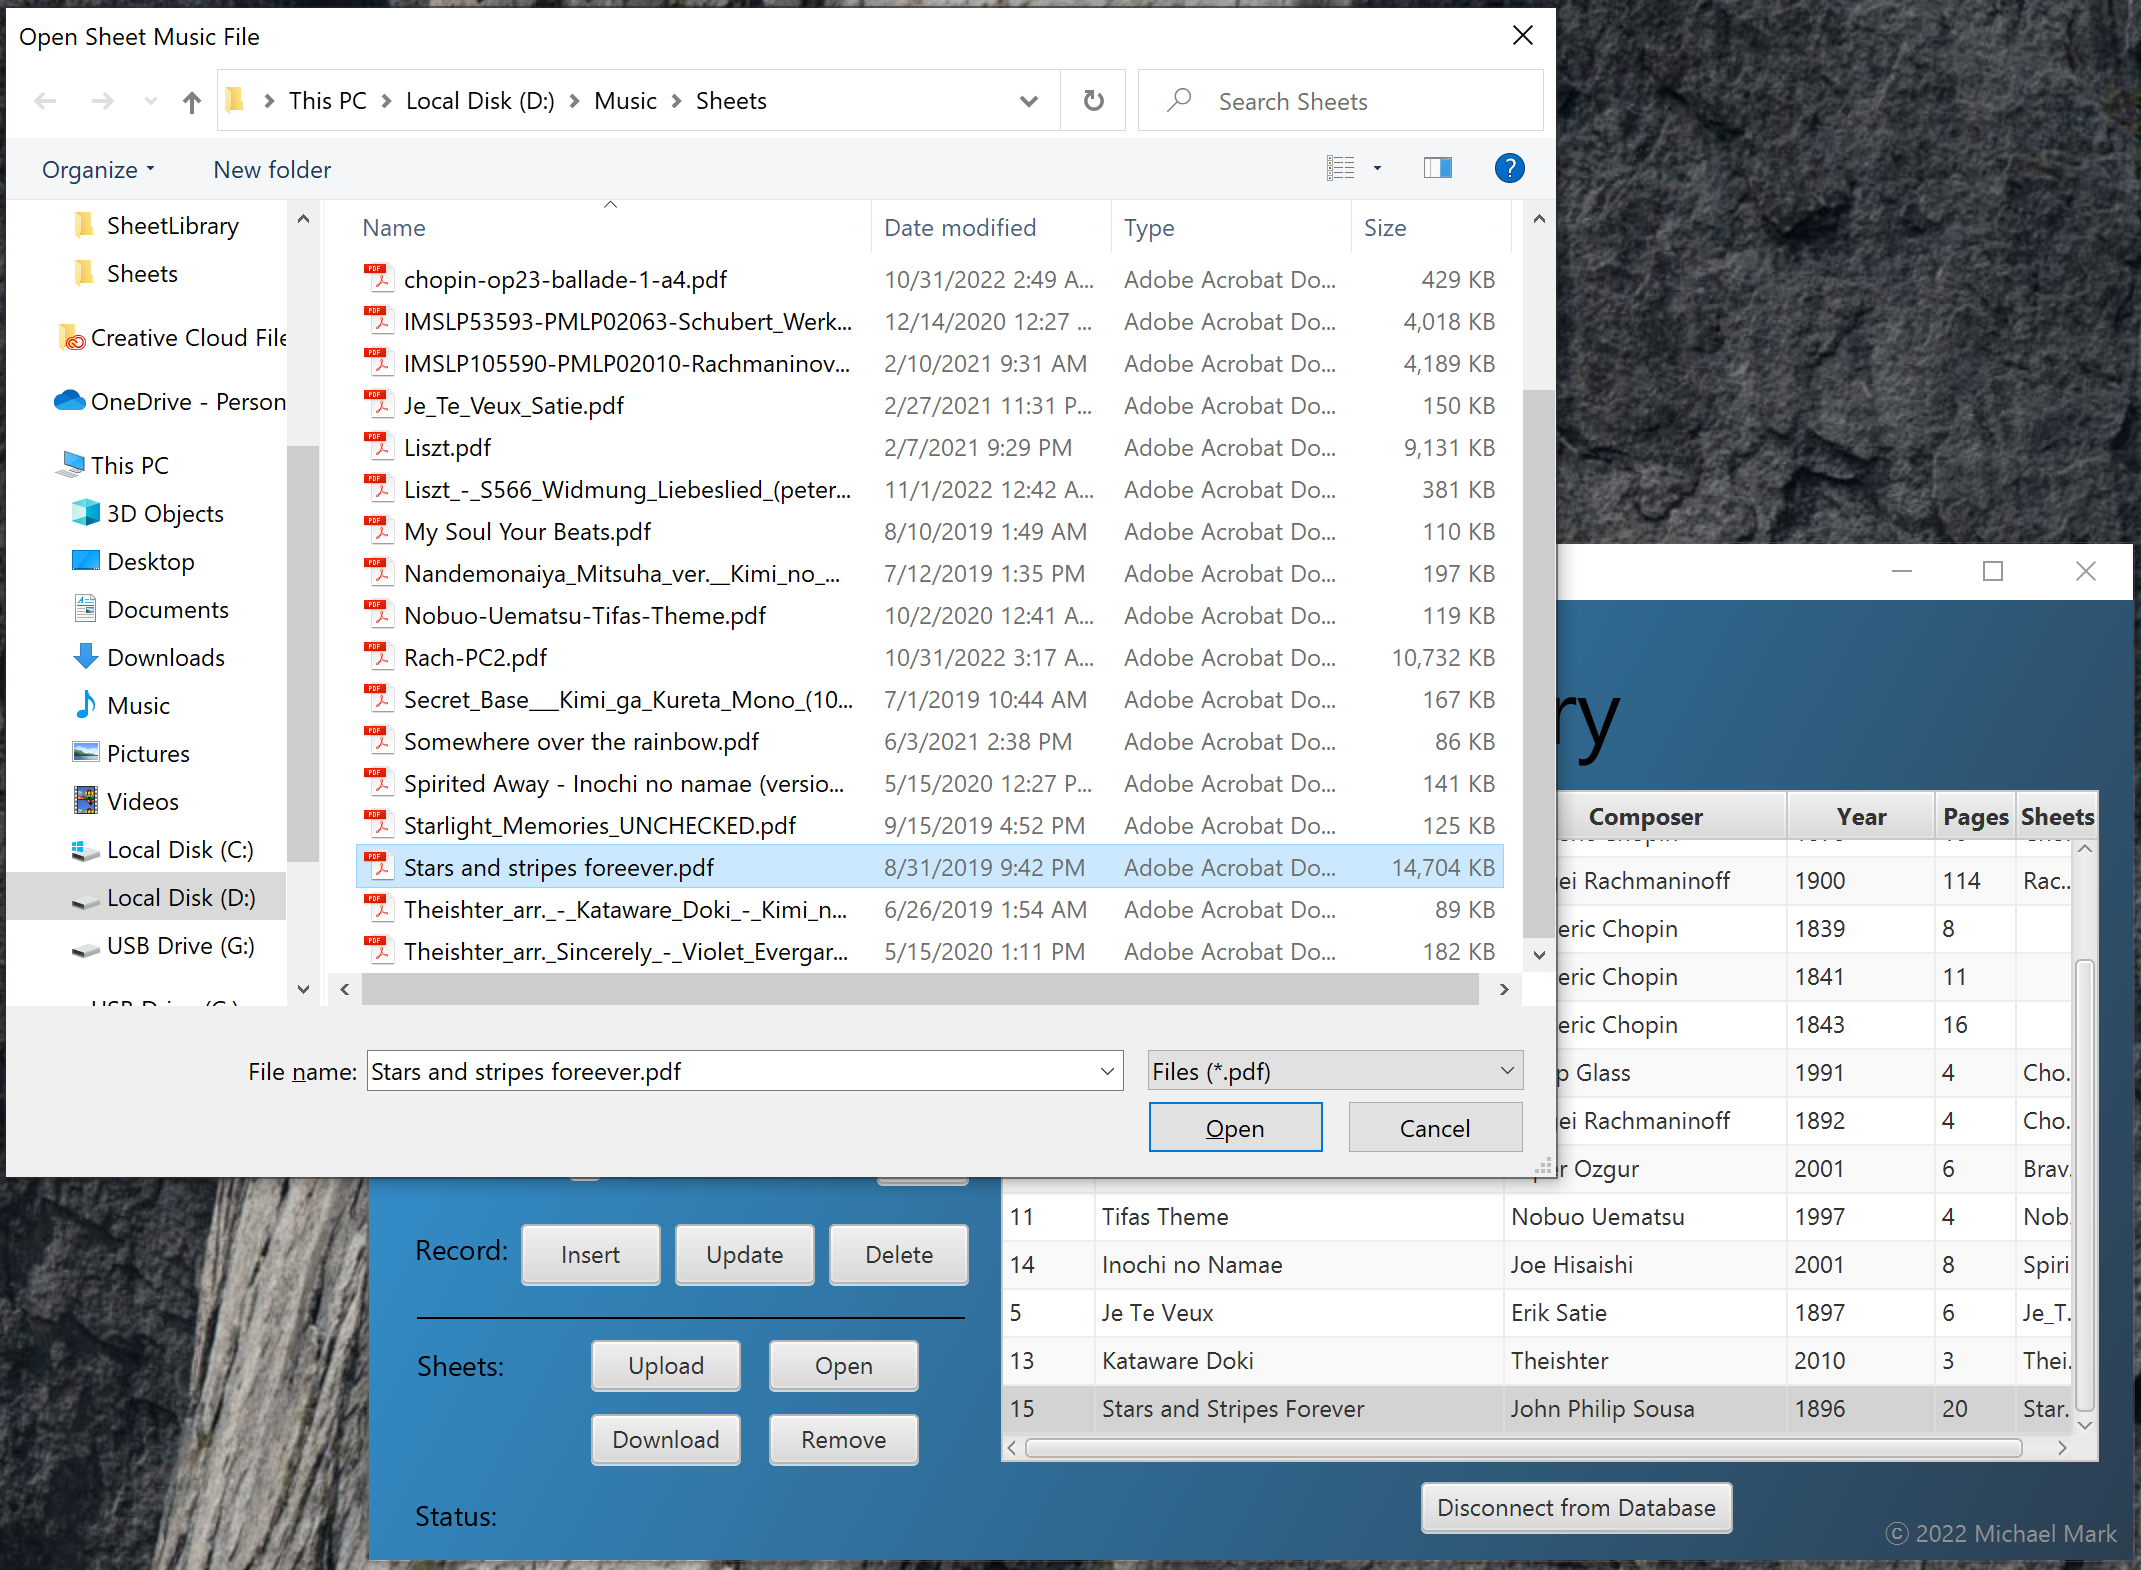 Open Sheet Music File
This PC > Local Disk (D:) > Music > Sheets
Search Sheets
Organize
New folder
?
SheetLibrary
Sheets
Creative Cloud File
OneDrive - Person
This PC
3D Objects
Desktop
Documents
Downloads
Music
Pictures
Videos
Local Disk (C:)
Local Disk (D:)
USB Drive (G:)
Name Date modified Type Size
chopin-op23-ballade-1-a4.pdf 10/31/2022 2:49 A... Adobe Acrobat Do... 429 KB
IMSLP53593-PMLP02063-Schubert_Werk... 12/14/2020 12:27 ... Adobe Acrobat Do... 4,018 KB
IMSLP105590-PMLP02010-Rachmaninov... 2/10/2021 9:31 AM Adobe Acrobat Do... 4,189 KB
Je_Te_Veux_Satie.pdf 2/27/2021 11:31 P... Adobe Acrobat Do... 150 KB
Liszt.pdf 2/7/2021 9:29 PM Adobe Acrobat Do... 9,131 KB
Liszt_-_S566_Widmung_Liebeslied_(peter... 11/1/2022 12:42 A... Adobe Acrobat Do... 381 KB
My Soul Your Beats.pdf 8/10/2019 1:49 AM Adobe Acrobat Do... 110 KB
Nandemonaiya_Mitsuha_ver.__Kimi_no_... 7/12/2019 1:35 PM Adobe Acrobat Do... 197 KB
Nobuo-Uematsu-Tifas-Theme.pdf 10/2/2020 12:41 A... Adobe Acrobat Do... 119 KB
Rach-PC2.pdf 10/31/2022 3:17 A... Adobe Acrobat Do... 10,732 KB
Secret_Base___Kimi_ga_Kureta_Mono_(10... 7/1/2019 10:44 AM Adobe Acrobat Do... 167 KB
Somewhere over the rainbow.pdf 6/3/2021 2:38 PM Adobe Acrobat Do... 86 KB
Spirited Away - Inochi no namae (versio... 5/15/2020 12:27 P... Adobe Acrobat Do... 141 KB
Starlight_Memories_UNCHECKED.pdf 9/15/2019 4:52 PM Adobe Acrobat Do... 125 KB
Stars and stripes foreever.pdf 8/31/2019 9:42 PM Adobe Acrobat Do... 14,704 KB
Theishter_arr._-_Kataware_Doki_-_Kimi_n... 6/26/2019 1:54 AM Adobe Acrobat Do... 89 KB
Theishter_arr._Sincerely_-_Violet_Evergar... 5/15/2020 1:11 PM Adobe Acrobat Do... 182 KB
File name: Stars and stripes foreever.pdf Files (*.pdf)
Open Cancel
ry
Composer Year Pages Sheets
ei Rachmaninoff 1900 114 Rac..
eric Chopin 1839 8
eric Chopin 1841 11
eric Chopin 1843 16
p Glass 1991 4 Cho.
ei Rachmaninoff 1892 4 Cho.
r Ozgur 2001 6 Brav.
11 Tifas Theme Nobuo Uematsu 1997 4 Nob.
14 Inochi no Namae Joe Hisaishi 2001 8 Spiri
5 Je Te Veux Erik Satie 1897 6 Je_T.
13 Kataware Doki Theishter 2010 3 Thei.
15 Stars and Stripes Forever John Philip Sousa 1896 20 Star.
Record: Insert Update Delete
Sheets: Upload Open
Download Remove
Status:
Disconnect from Database
© 2022 Michael Mark